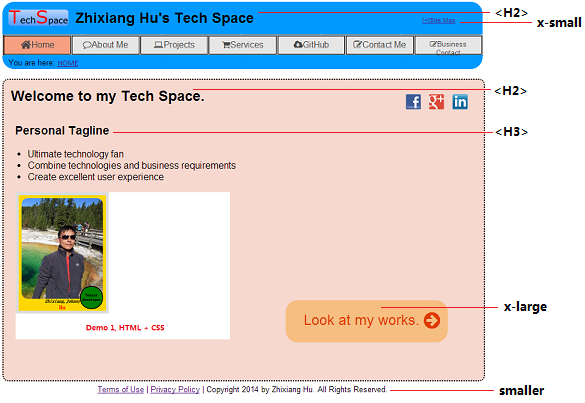 TechSpace Zhixiang Hu's Tech Space
<H2>
[+]Site Map
x-small
Home About Me Projects Services GitHub Contact Me Business Contact
You are here: HOME
Welcome to my Tech Space.
<H2>
Personal Tagline
<H3>
Ultimate technology fan
Combine technologies and business requirements
Create excellent user experience
Zhixiang, Johnny
Hu
Demo 1, HTML + CSS
Look at my works.
x-large
Terms of Use | Privacy Policy | Copyright 2014 by Zhixiang Hu. All Rights Reserved.
smaller